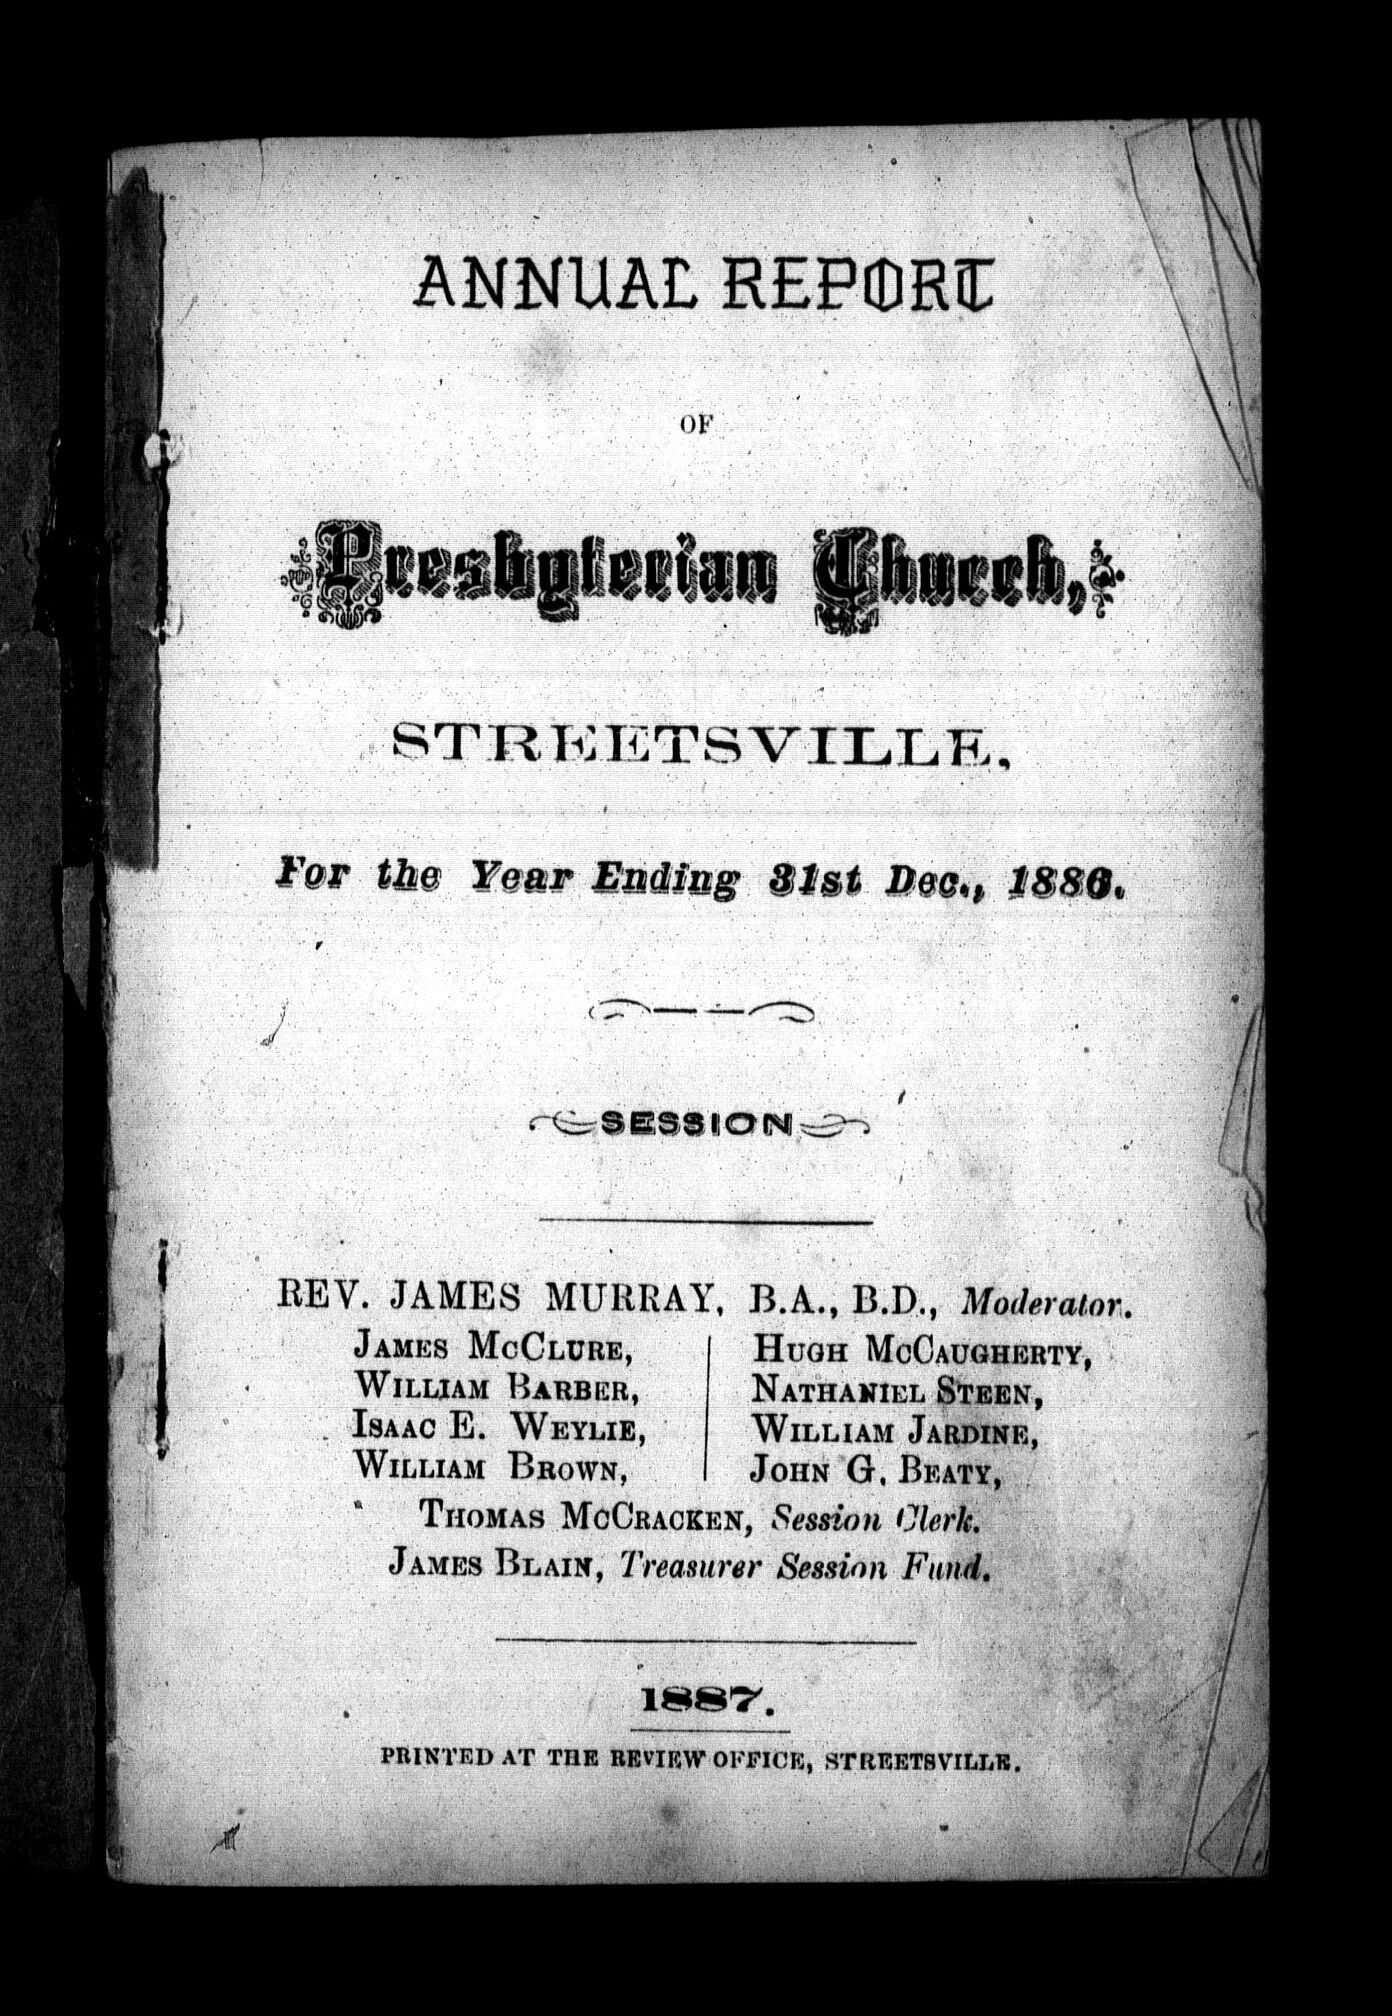 ANNUAL REPORT
OF
Presbyterian Church,
STREETSVILLE,
For the Year Ending 31st Dec., 1886.
SESSION
REV. JAMES MURRAY, B.A., B.D., Moderator.
JAMES MCCLURE,
WILLIAM BARBER,
ISAAC E. WEYLIE,
WILLIAM BROWN,
HUGH MCCAUGHERTY,
NATHANIEL STEEN,
WILLIAM JARDINE,
JOHN G. BEATY,
THOMAS MCCRACKEN, Session Clerk.
JAMES BLAIN, Treasurer Session Fund.
1887.
PRINTED AT THE REVIEW OFFICE, STREETSVILLE.